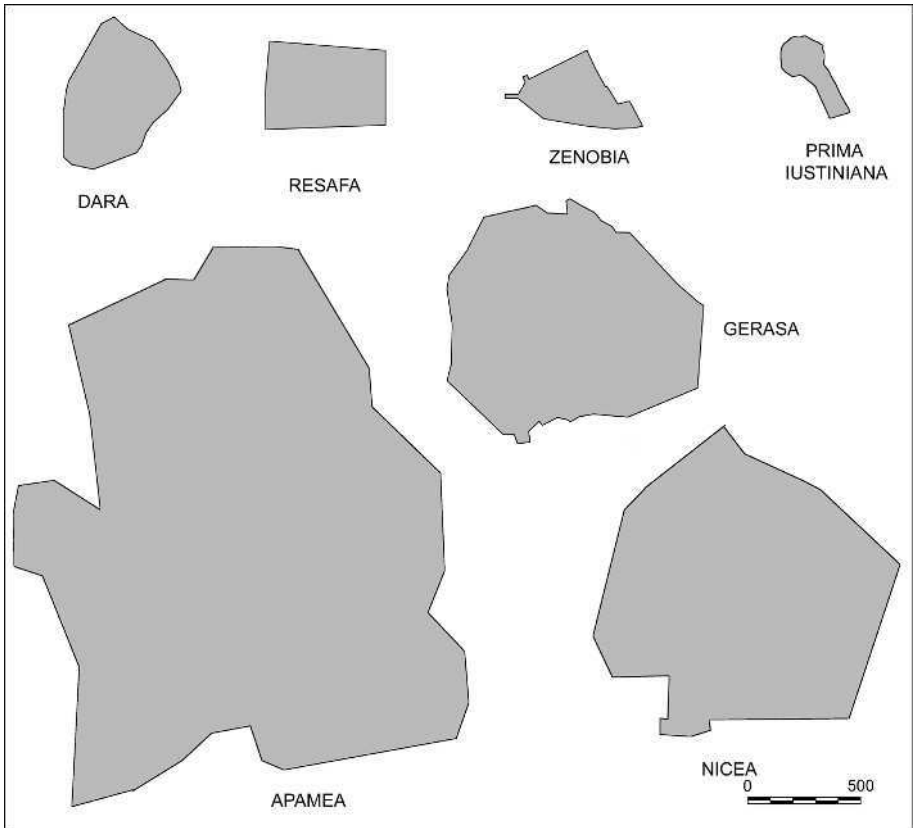 DARA
RESAFA
ZENOBIA
PRIMA
IUSTINIANA
GERASA
APAMEA
NICEA
0 500